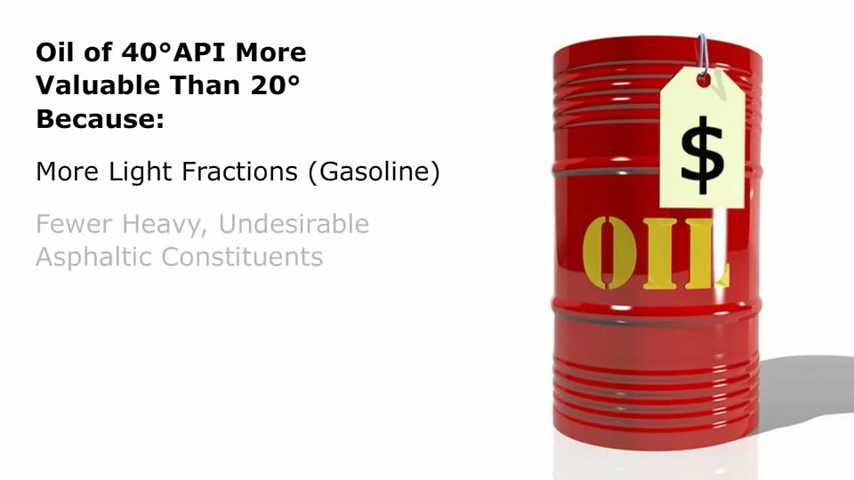 Oil of 40°API More
Valuable Than 20°
Because:
More Light Fractions (Gasoline)
Fewer Heavy, Undesirable
Asphaltic Constituents
$
OIL